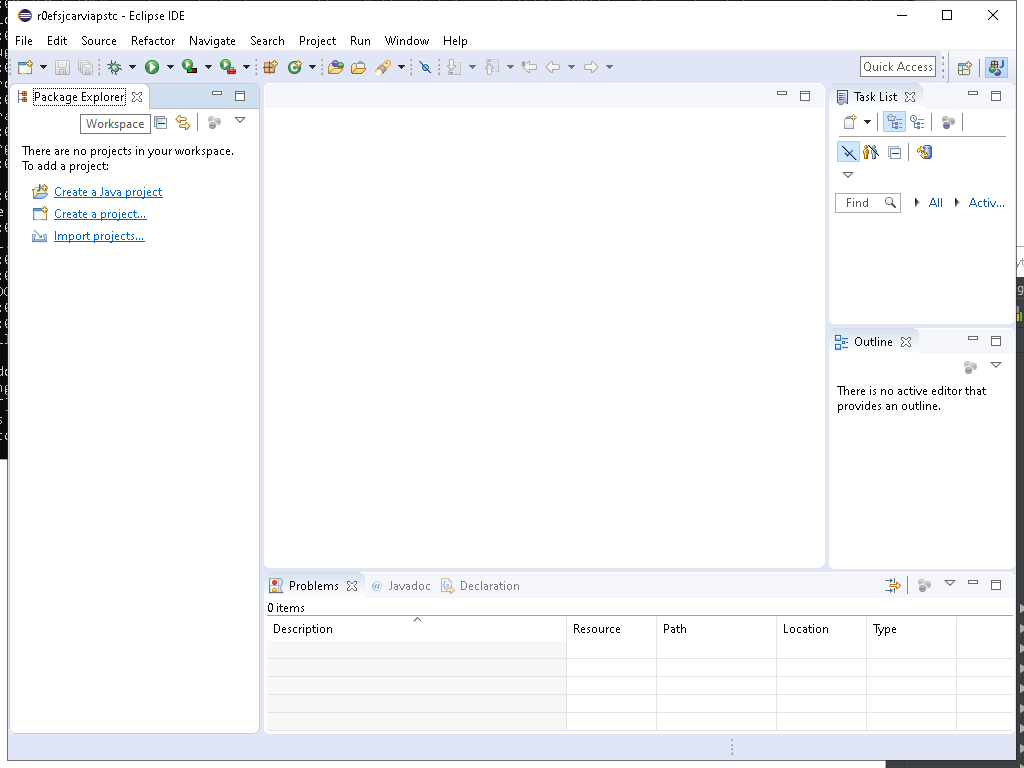 r0efsjcarviapstc - Eclipse IDE
File Edit Source Refactor Navigate Search Project Run Window Help
Quick Access
Package Explorer
Workspace
There are no projects in your workspace.
To add a project:
Create a Java project
Create a project...
Import projects...
Task List
Find
All
Activ...
Outline
There is no active editor that
provides an outline.
Problems
@ Javadoc
Declaration
0 items
Description Resource Path Location Type